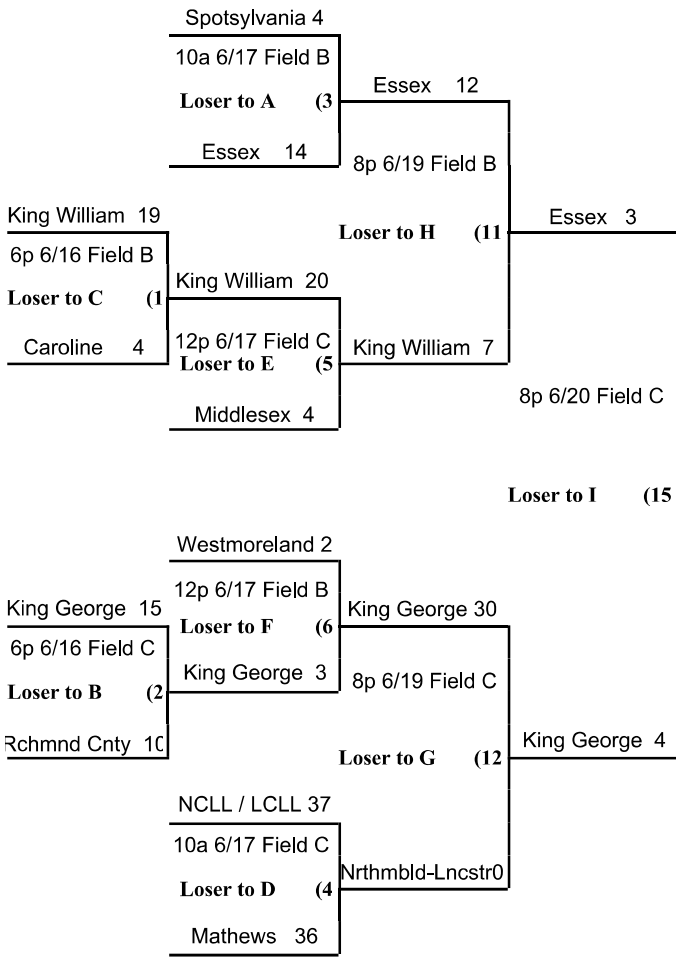 Spotsylvania 4
10a 6/17 Field B
Essex 12
Loser to A (3
Essex 14
8p 6/19 Field B
King William 19
Loser to H (11
Essex 3
6p 6/16 Field B
King William 20
Loser to C (1
12p 6/17 Field C
Caroline 4
King William 7
Loser to E (5
8p 6/20 Field C
Middlesex 4
Loser to I (15
Westmoreland 2
12p 6/17 Field B
King George 15
King George 30
Loser to F (6
6p 6/16 Field C
King George 3
8p 6/19 Field C
Loser to B (2
Rchmnd Cnty 10
King George 4
Loser to G (12
NCLL / LCLL 37
10a 6/17 Field C
Nrthmbld-Lncstr0
Loser to D (4
Mathews 36